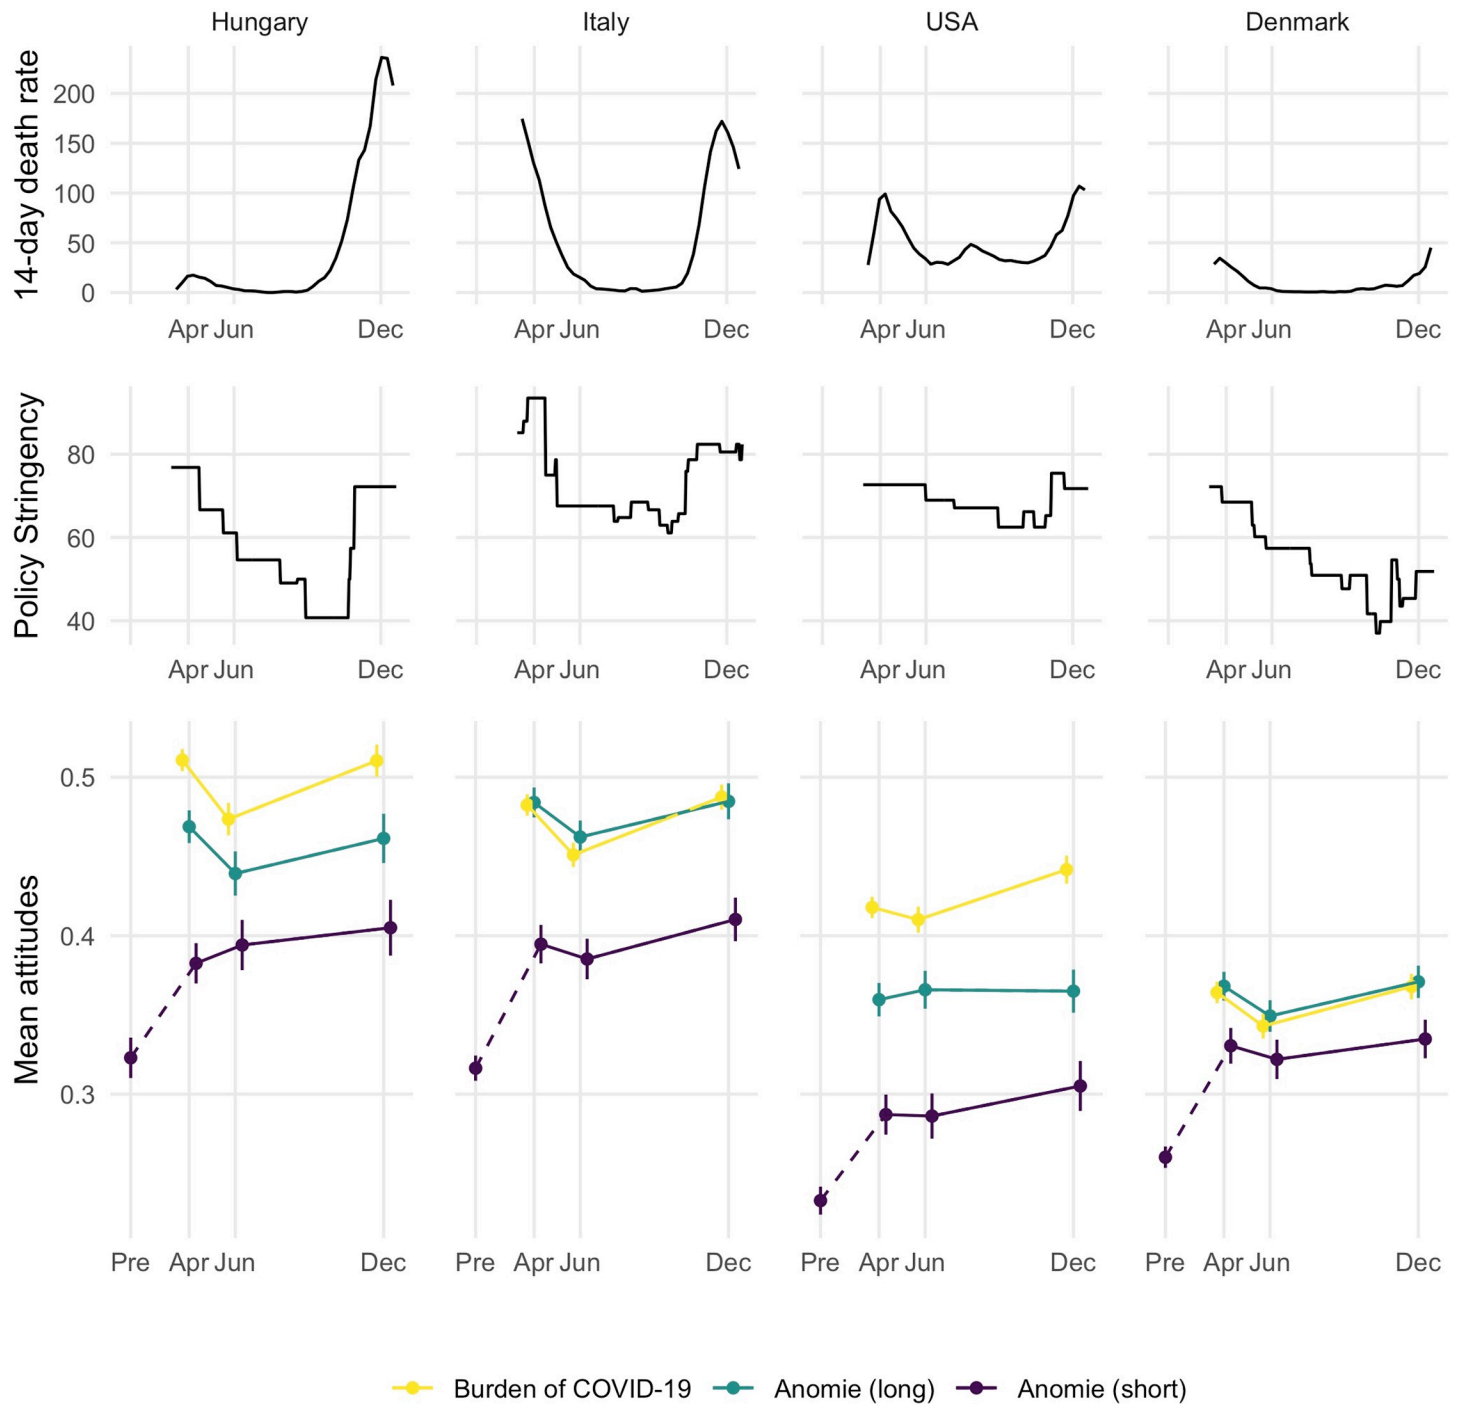 Hungary Italy USA Denmark
14-day death rate
200
150
100
50
0
Apr Jun Dec Apr Jun Dec Apr Jun Dec Apr Jun Dec
Policy Stringency
80
60
40
Apr Jun Dec Apr Jun Dec Apr Jun Dec Apr Jun Dec
Mean attitudes
0.5
0.4
0.3
Pre Apr Jun Dec Pre Apr Jun Dec Pre Apr Jun Dec Pre Apr Jun Dec
Burden of COVID-19 Anomie (long) Anomie (short)